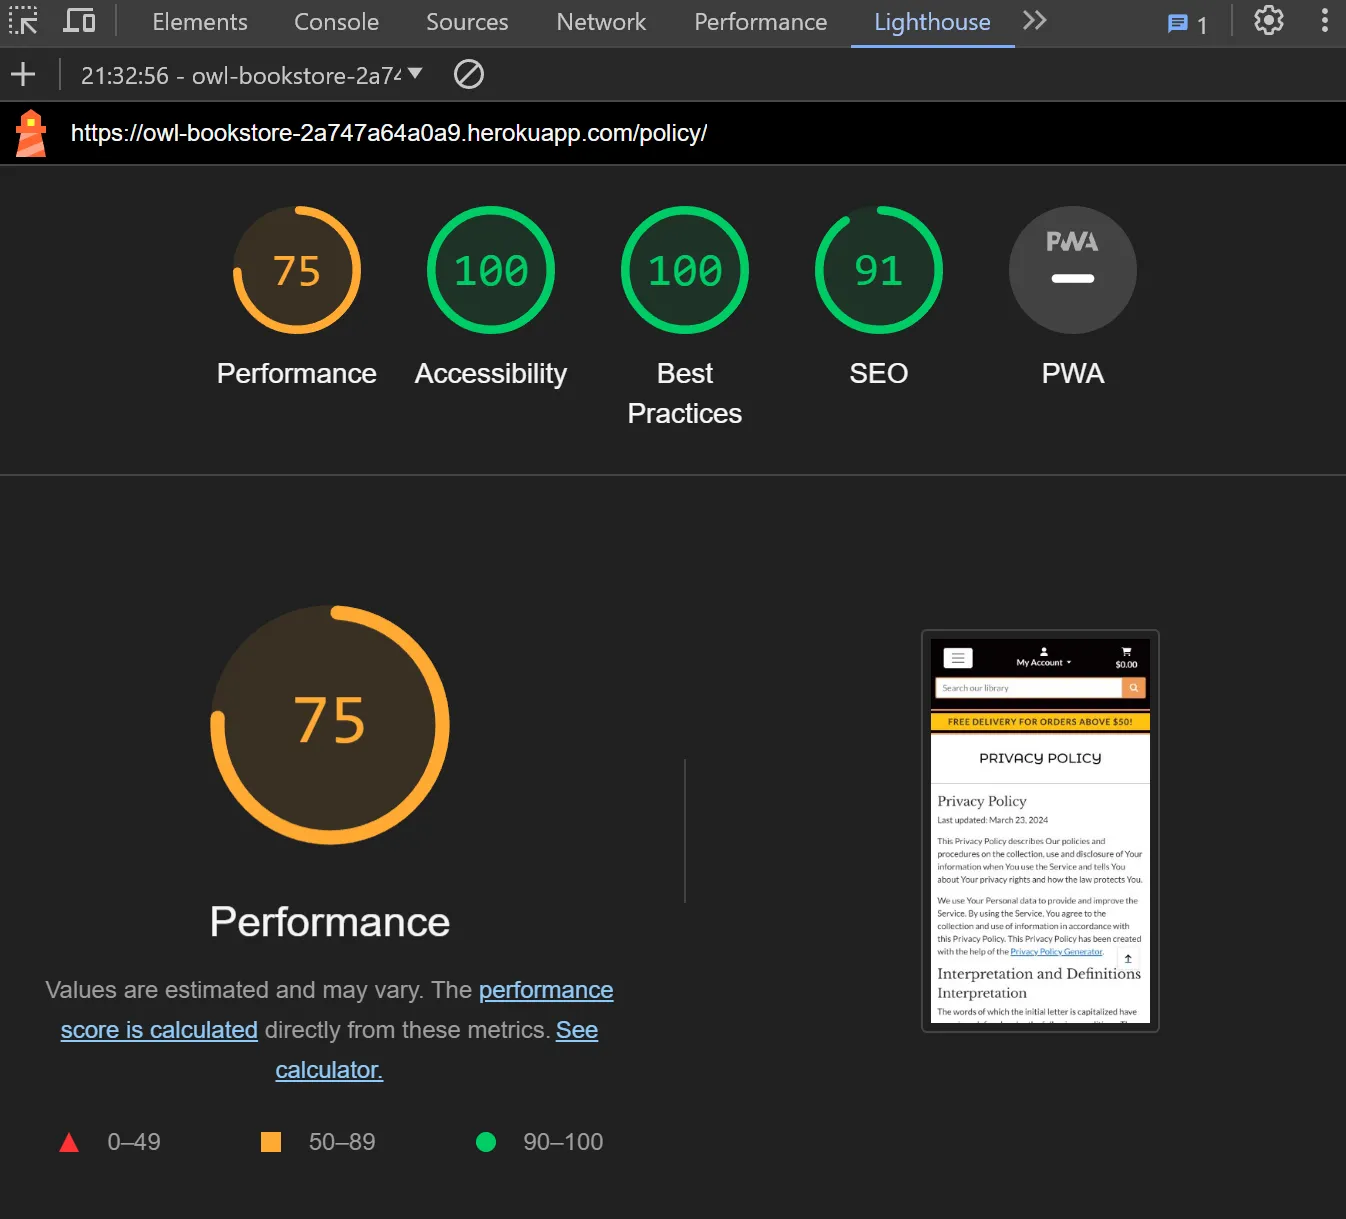 Elements Console Sources Network Performance Lighthouse 1
21:32:56 - owl-bookstore-2a74
https://owl-bookstore-2a747a64a0a9.herokuapp.com/policy/
75 100 100 91 PWA
Performance Accessibility Best Practices SEO PWA
75
Performance
Values are estimated and may vary. The performance
score is calculated directly from these metrics. See
calculator.
0–49 50–89 90–100
My Account $0.00
Search our library
FREE DELIVERY FOR ORDERS ABOVE $50!
PRIVACY POLICY
Privacy Policy
Last updated: March 23, 2024
This Privacy Policy describes Our policies and
procedures on the collection, use and disclosure of Your
information when You use the Service and tells You
about Your privacy rights and how the law protects You.
We use Your Personal data to provide and improve the
Service. By using the Service, You agree to the
collection and use of information in accordance with
this Privacy Policy. This Privacy Policy has been created
with the help of the Privacy Policy Generator.
Interpretation and Definitions
Interpretation
The words of which the initial letter is capitalized have